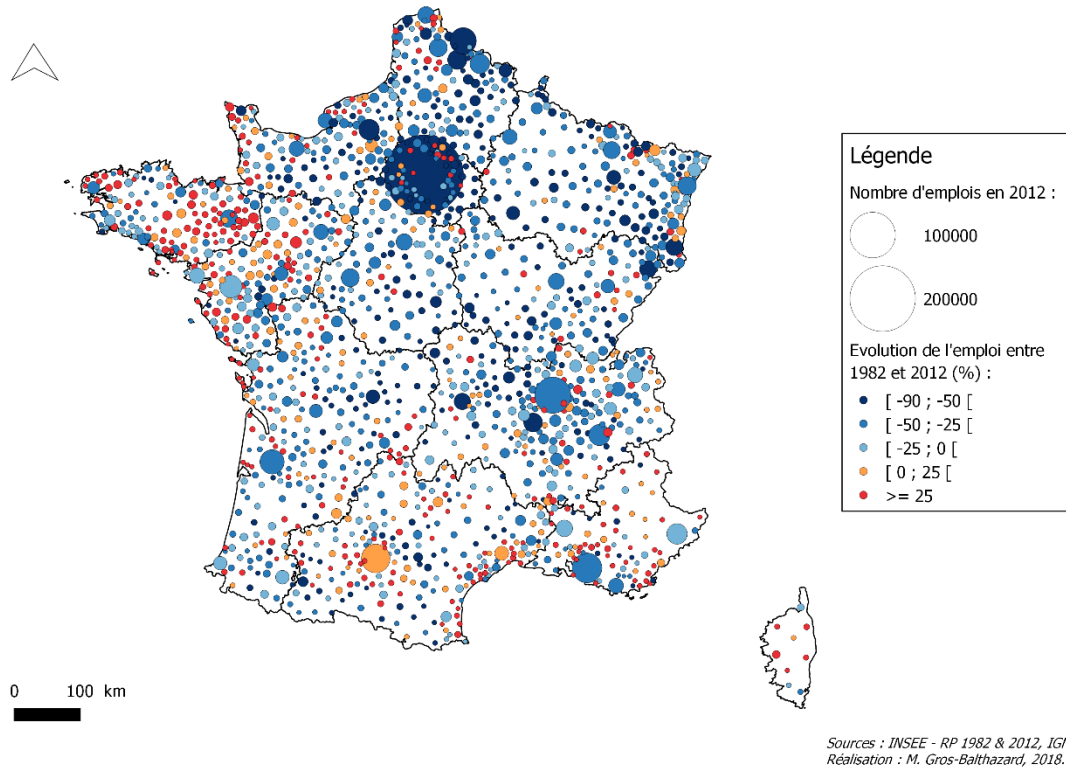 Légende
Nombre d'emplois en 2012 :
100000
200000
Evolution de l'emploi entre
1982 et 2012 (%) :
[ -90 ; -50 [
[ -50 ; -25 [
[ -25 ; 0 [
[ 0 ; 25 [
>= 25
0 100 km
Sources : INSEE - RP 1982 & 2012,
Réalisation : M. Gros-Balthazard, 2018.